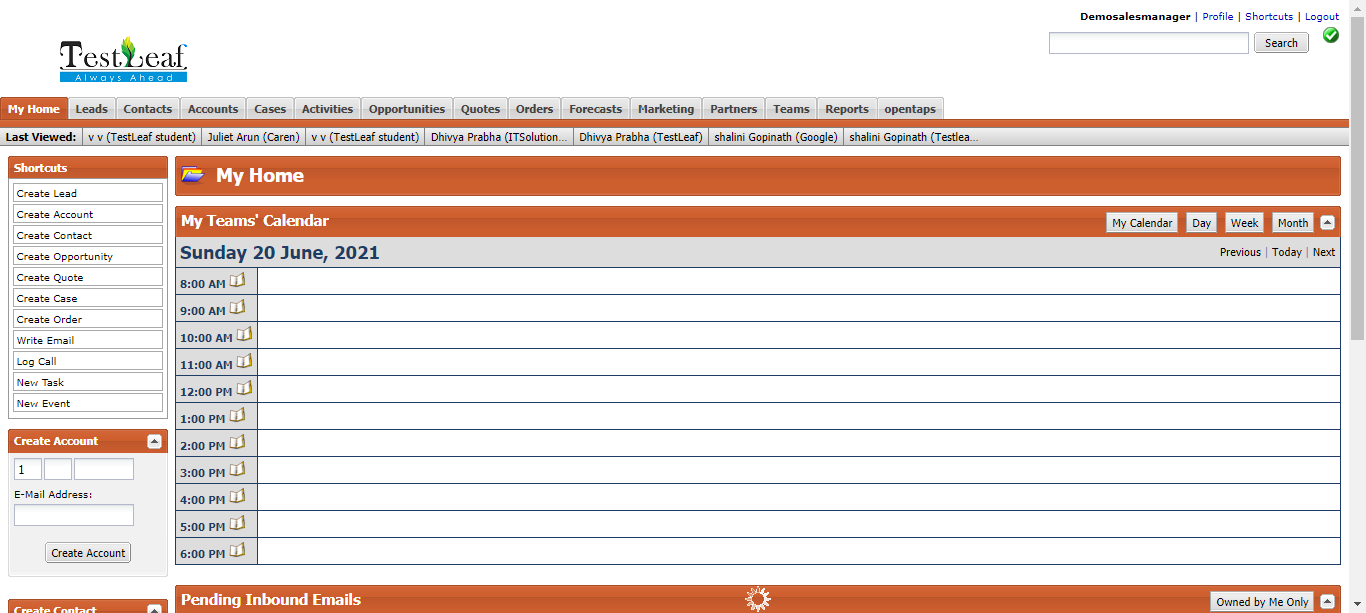 Demosalesmanager | Profile | Shortcuts | Logout
Search
TestLeaf
Always Ahead
My Home Leads Contacts Accounts Cases Activities Opportunities Quotes Orders Forecasts Marketing Partners Teams Reports opentaps
Last Viewed: v v (TestLeaf student) Juliet Arun (Caren) v v (TestLeaf student) Dhivya Prabha (ITSolution... Dhivya Prabha (TestLeaf) shalini Gopinath (Google) shalini Gopinath (Testlea...
Shortcuts
Create Lead
Create Account
Create Contact
Create Opportunity
Create Quote
Create Case
Create Order
Write Email
Log Call
New Task
New Event
Create Account
1
E-Mail Address:
Create Account
Create Contact
My Home
My Teams' Calendar My Calendar Day Week Month
Sunday 20 June, 2021 Previous | Today | Next
8:00 AM
9:00 AM
10:00 AM
11:00 AM
12:00 PM
1:00 PM
2:00 PM
3:00 PM
4:00 PM
5:00 PM
6:00 PM
Pending Inbound Emails Owned by Me Only